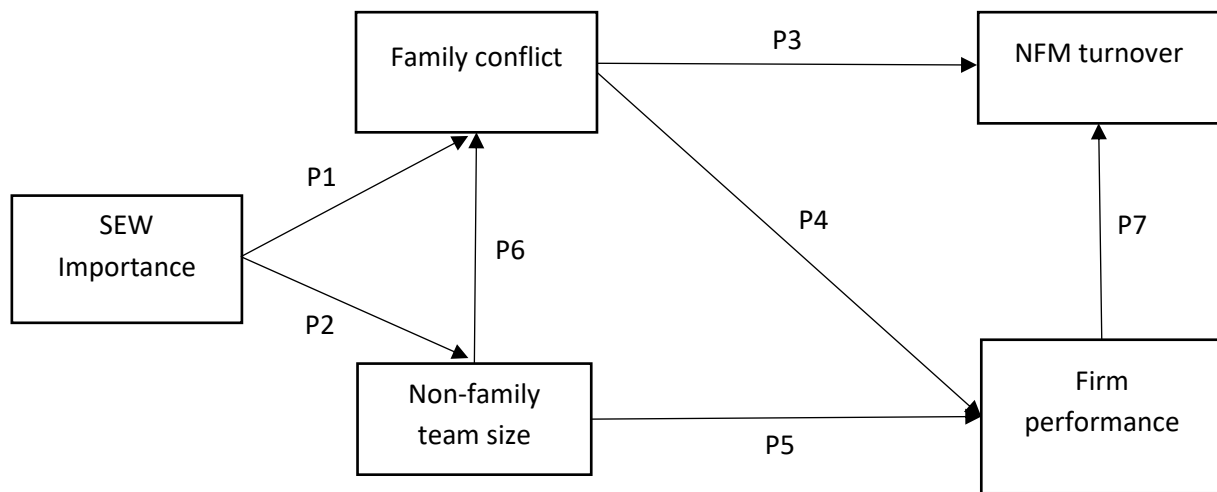 Family conflict
P3
NFM turnover
P1
SEW
Importance
P6
P4
P7
P2
Non-family
team size
P5
Firm
performance